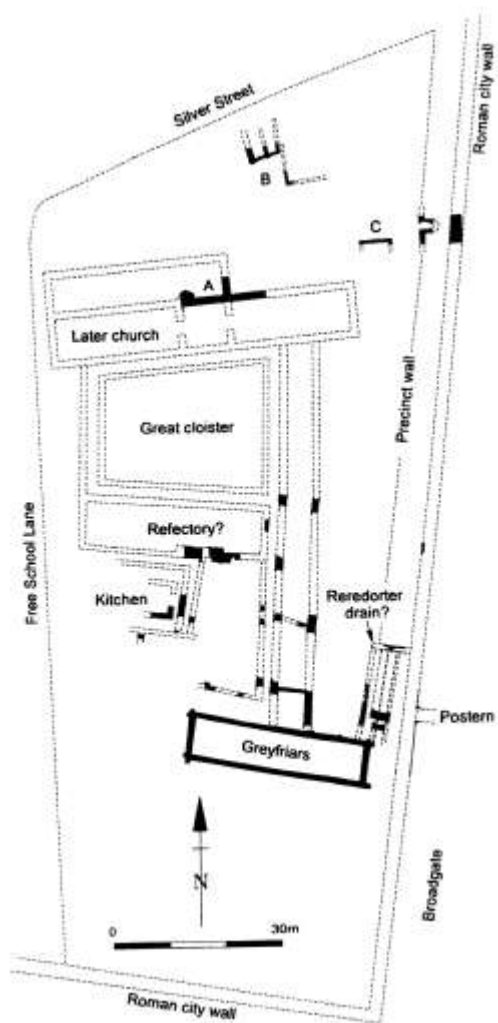 Silver Street
Roman city wall
B
C
A
Later church
Precinct wall
Great cloister
Free School Lane
Refectory?
Kitchen
Reredorter
drain?
Postern
Greyfriars
Broadgate
N
0
30m
Roman city wall